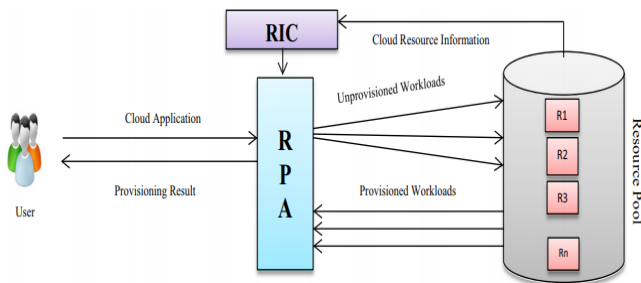 RIC
Cloud Resource Information
Unprovisioned Workloads
Cloud Application
R
P
A
Provisioning Result
Provisioned Workloads
User
R1
R2
R3
Rn
Resource Pool